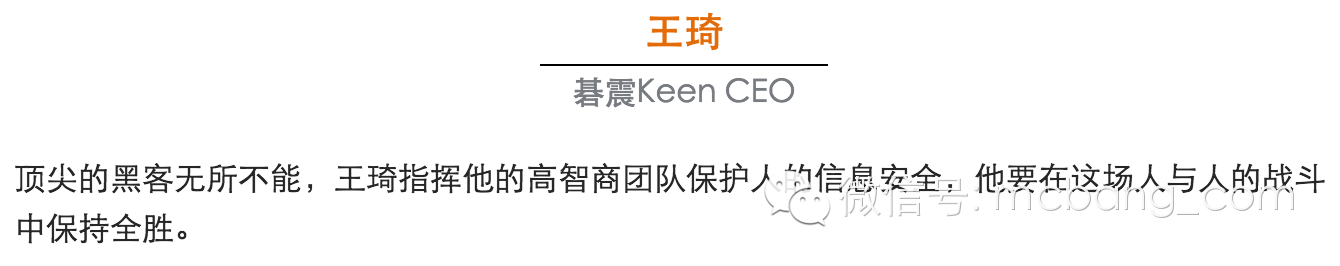 王琦
碁震Keen CEO
顶尖的黑客无所不能，王琦指挥他的高智商团队保护人的信息安全，他要在这场人与人的战斗
中保持全胜。
微信号: mcbang_com